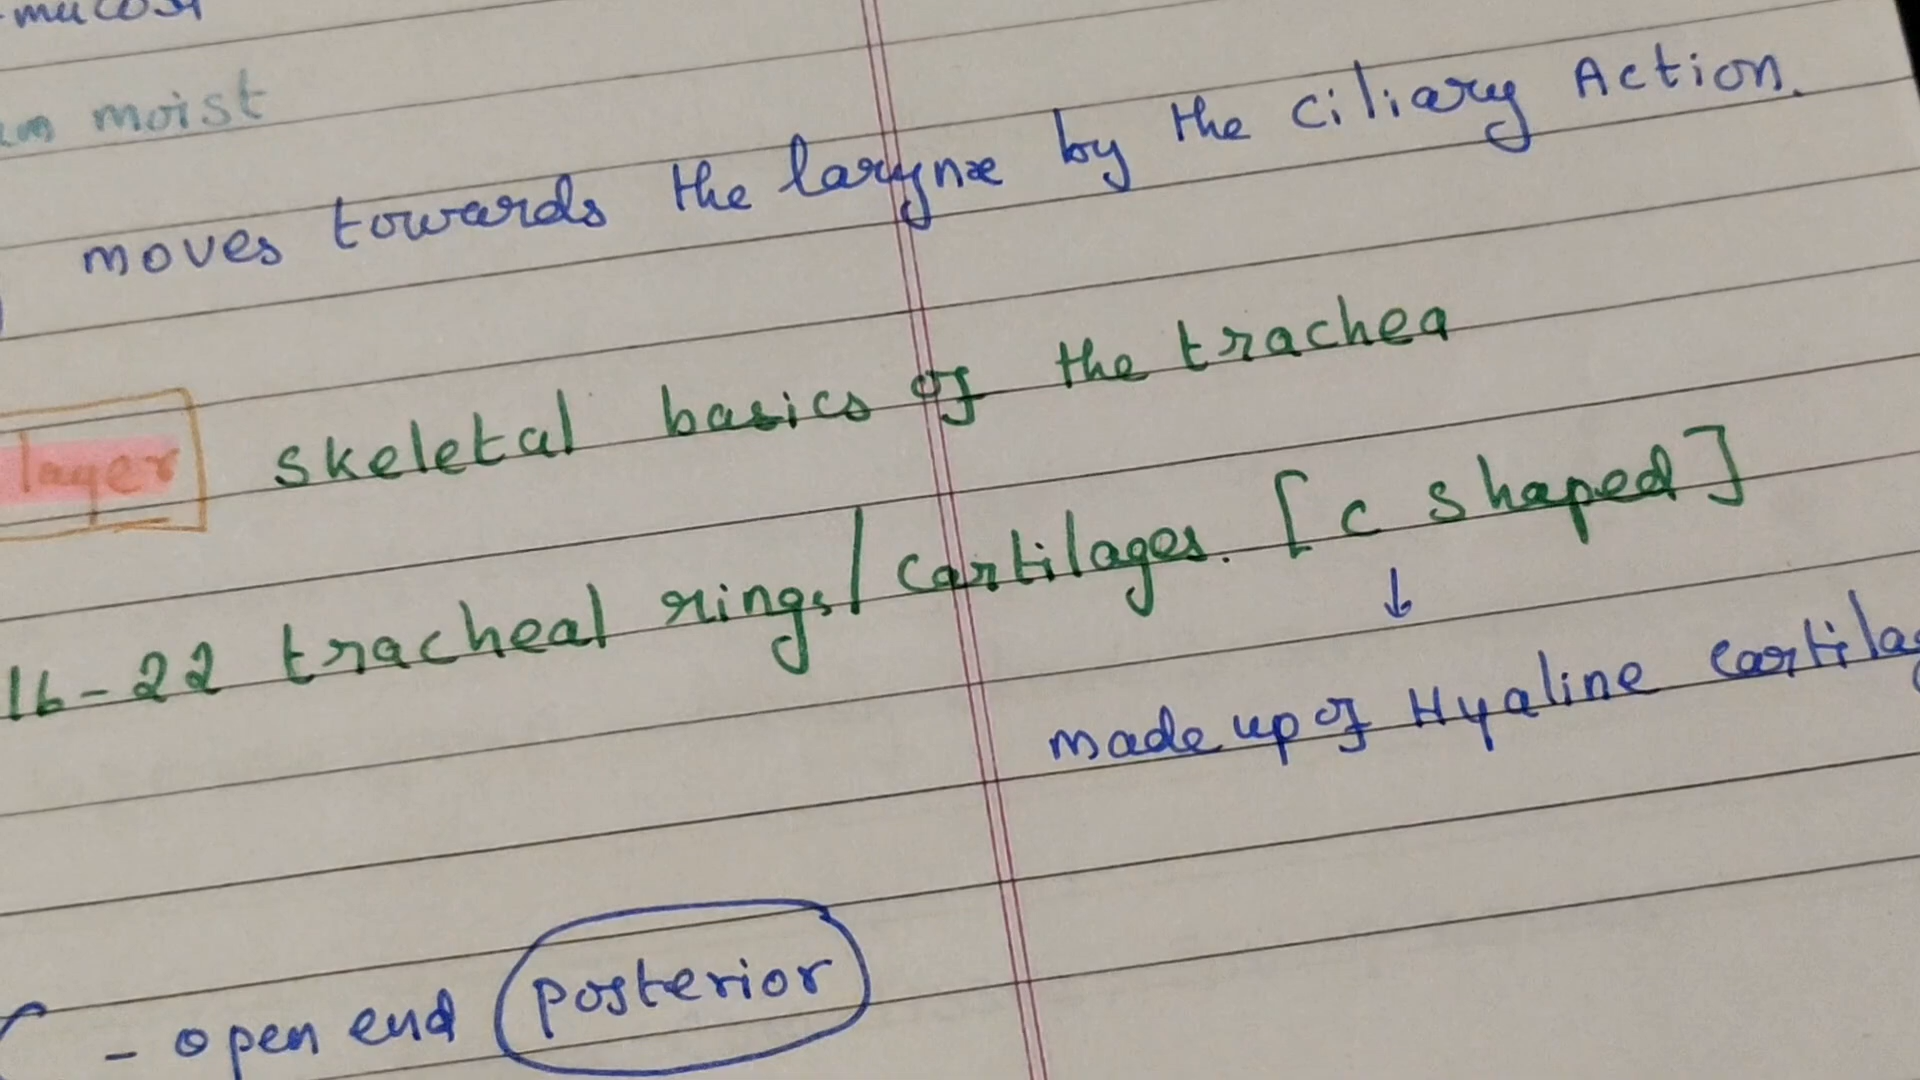 moist
moves towards the larynx by the ciliary Action.
layer skeletal basics of the trachea
16-22 tracheal rings/cartilages. [c shaped]
↓
made up of Hyaline cartilag
- open end posterior